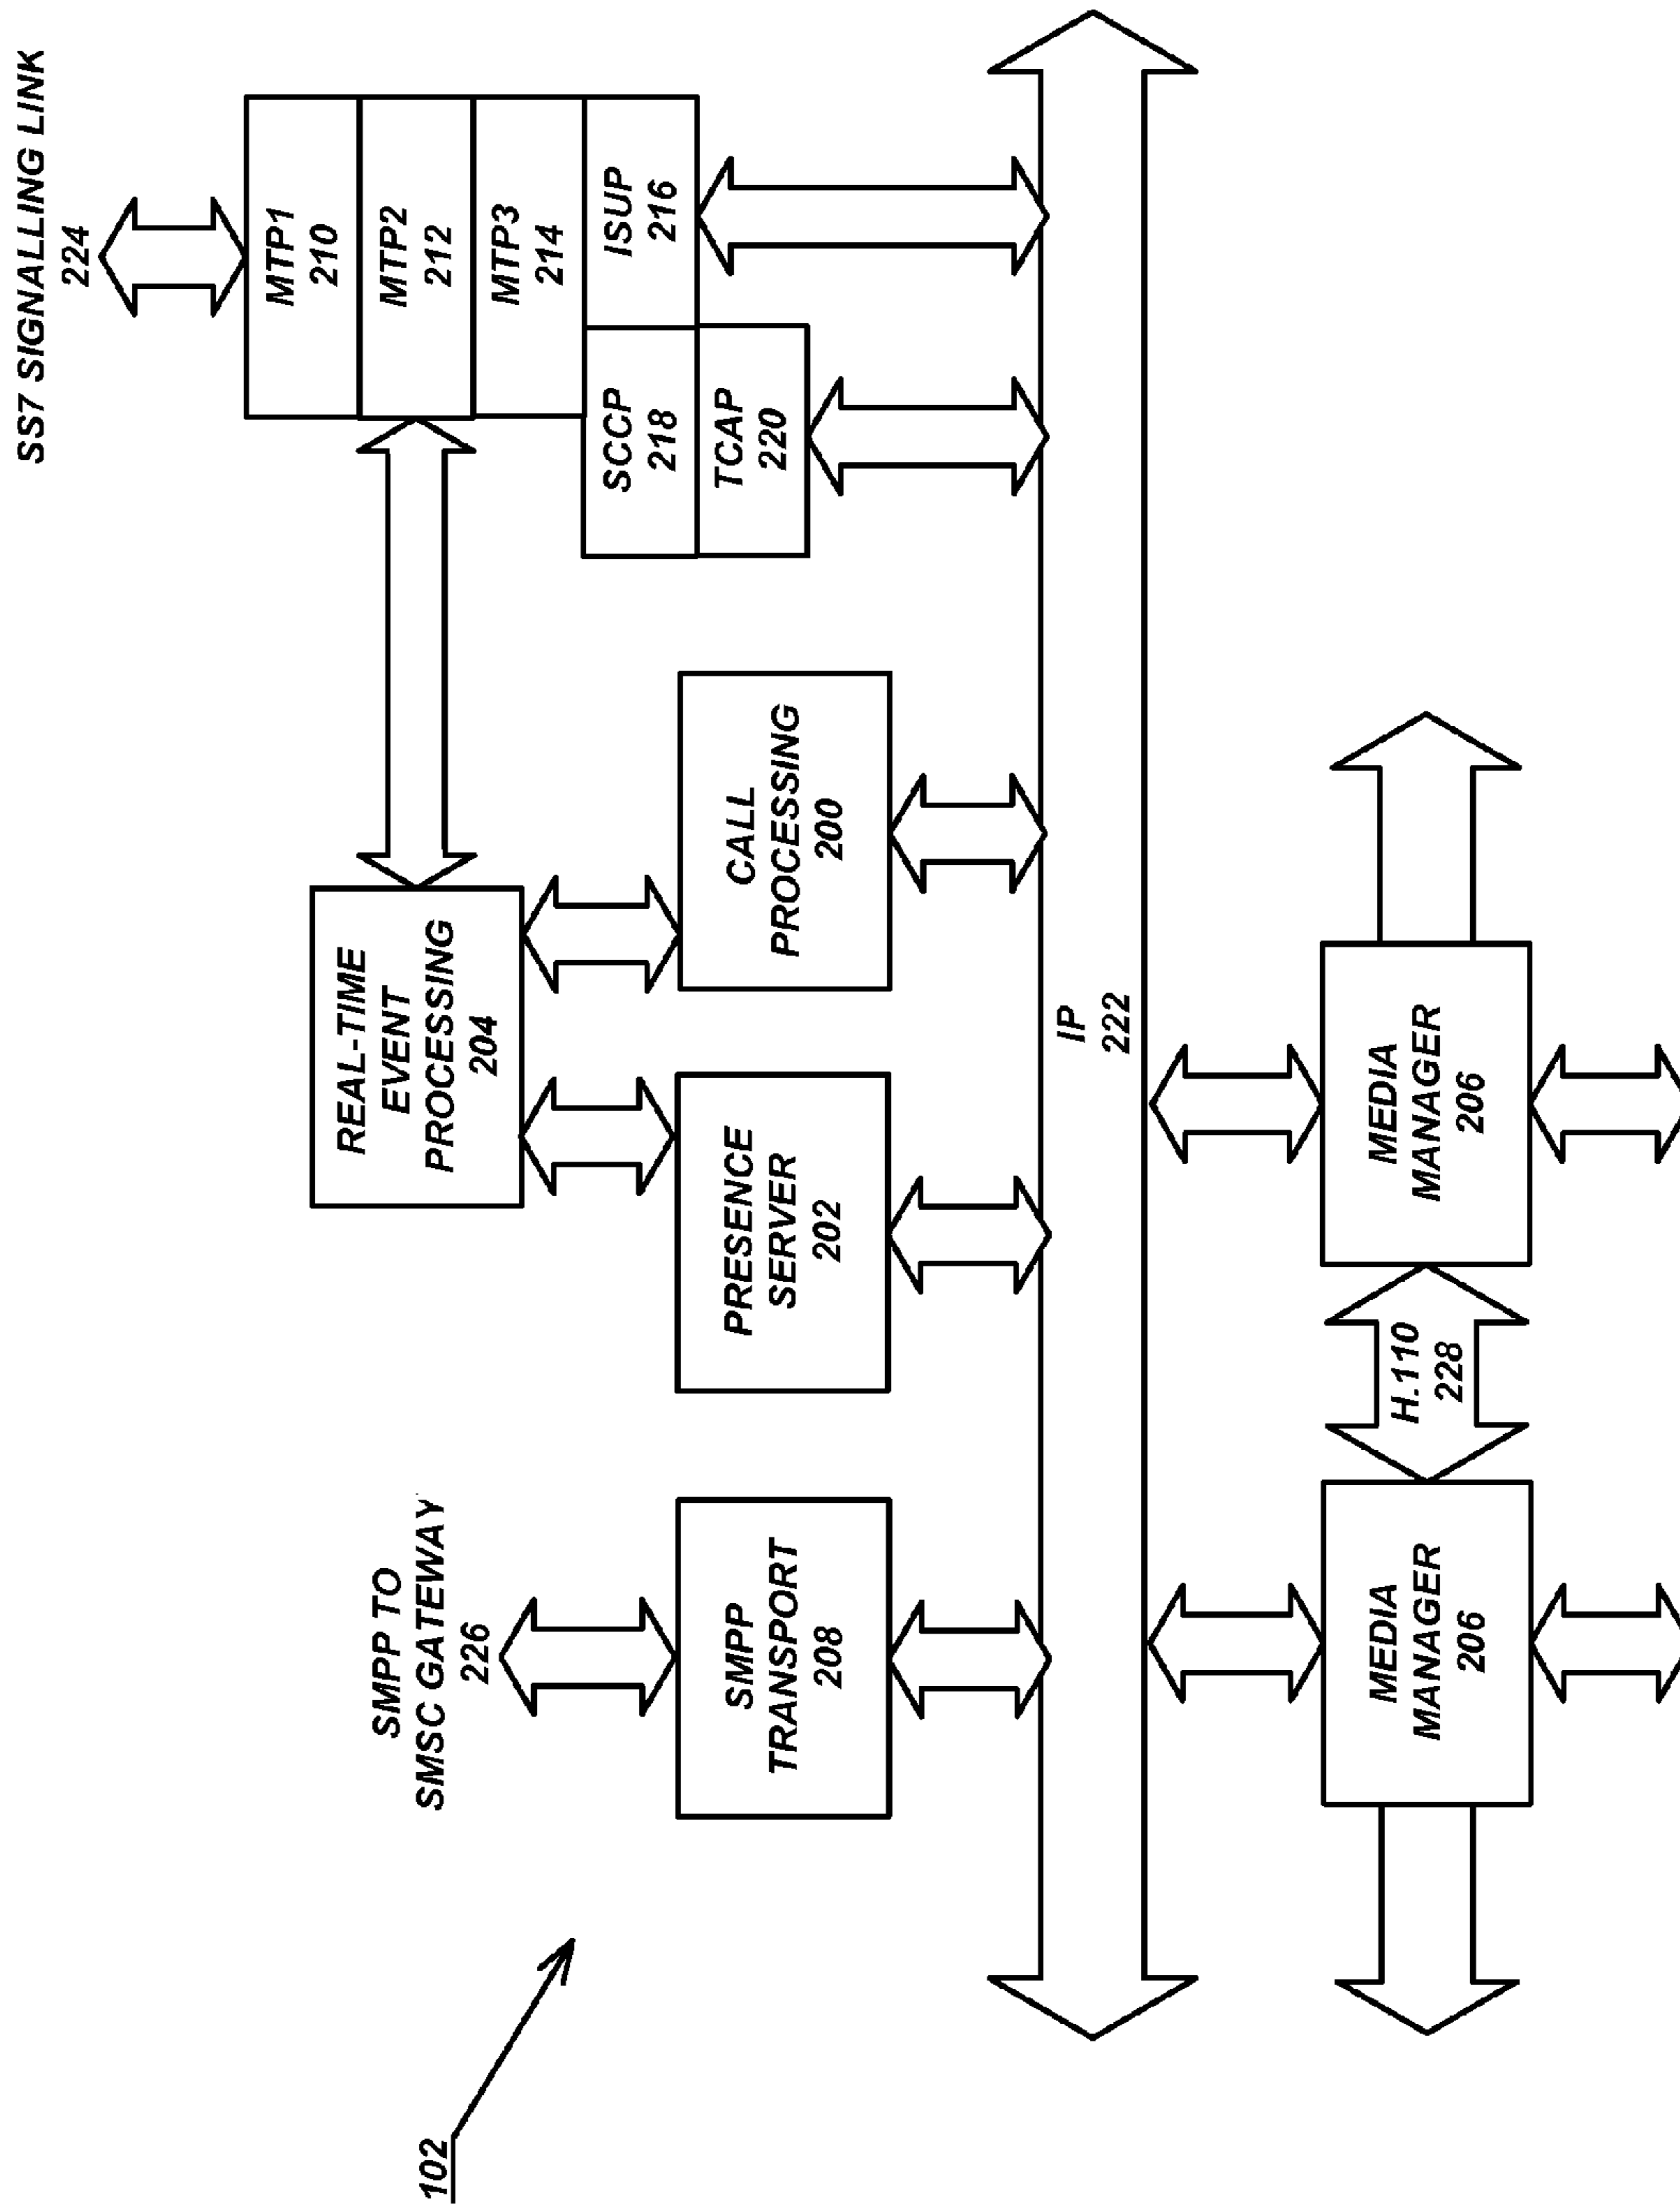 SS7 SIGNALLING LINK
224
MTP1
210
MTP2
212
MTP3
214
SCCP
218
ISUP
216
TCAP
220
REAL-TIME
EVENT
PROCESSING
204
SMPP TO
SMSC GATEWAY
226
SMPP
TRANSPORT
208
PRESENCE
SERVER
202
CALL
PROCESSING
200
102
IP
222
MEDIA
MANAGER
206
H.110
228
MEDIA
MANAGER
206